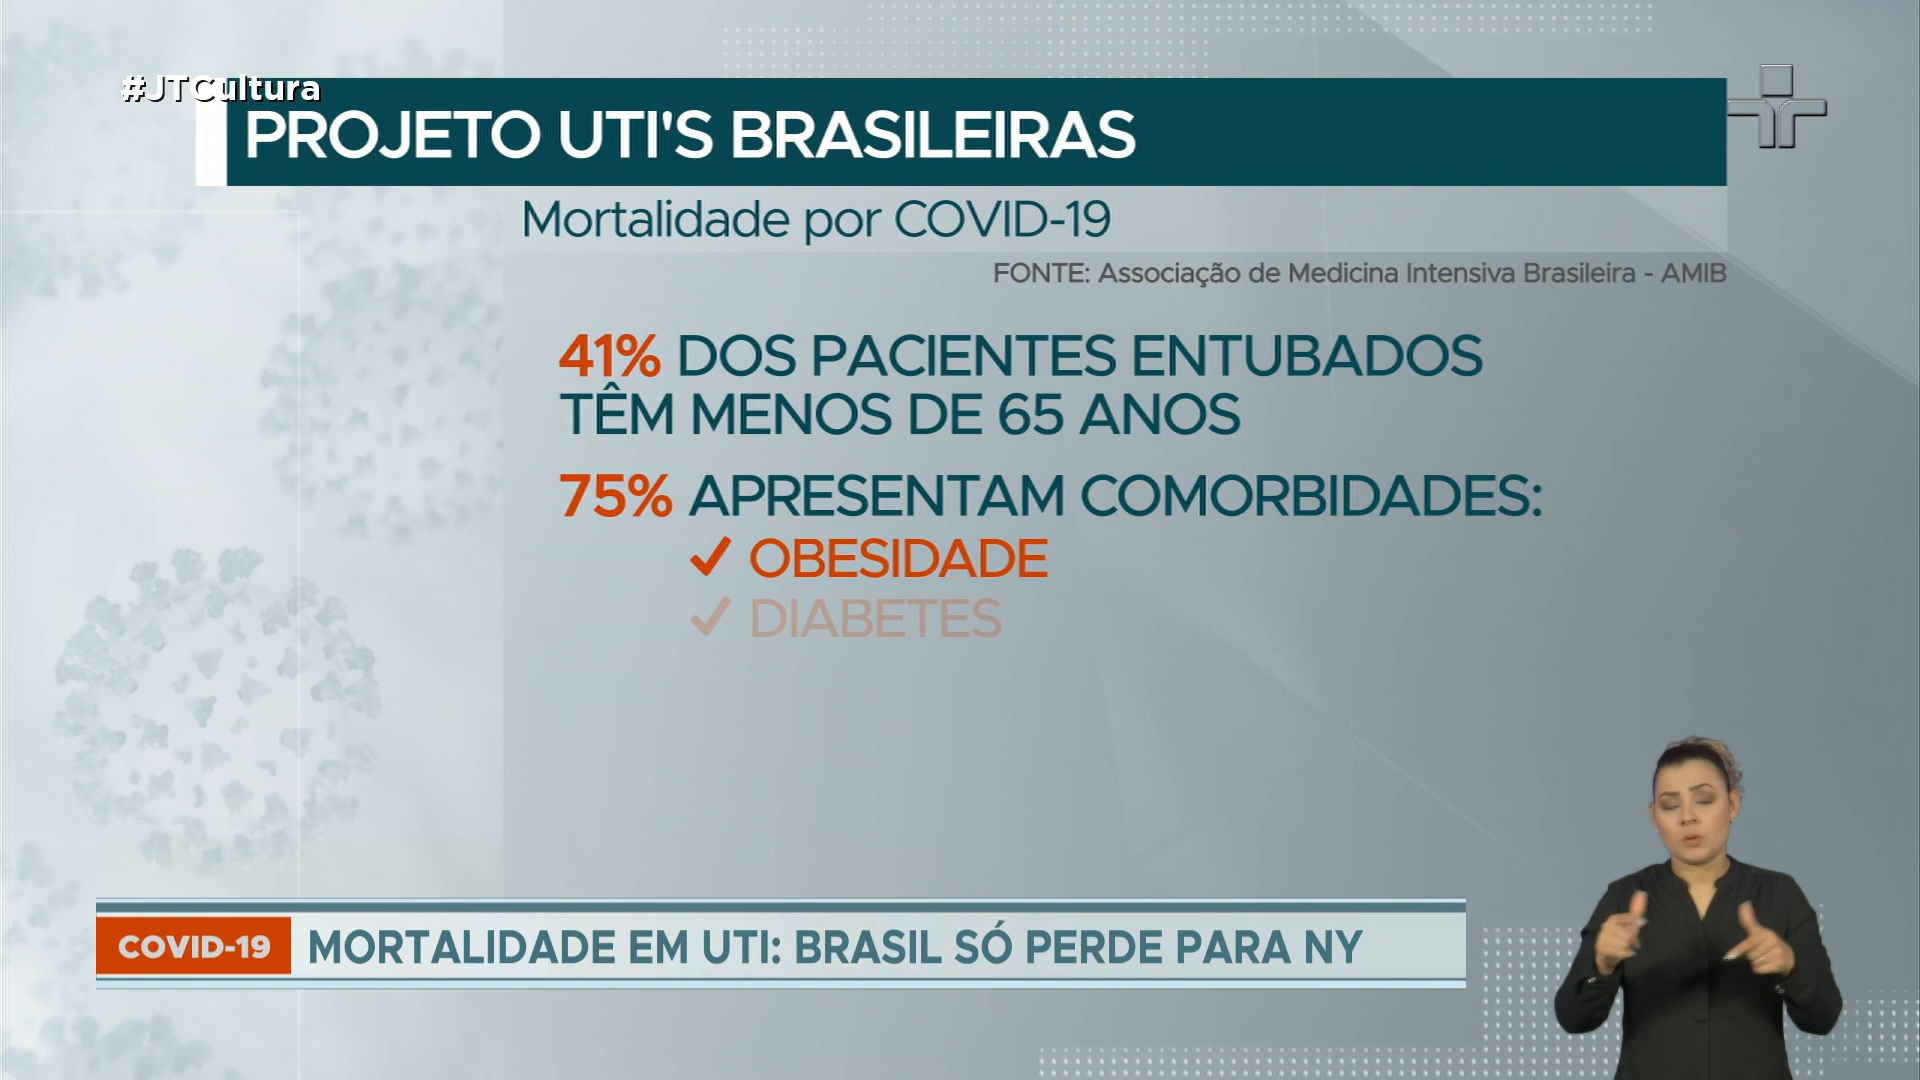 #JTCultura
PROJETO UTI'S BRASILEIRAS
Mortalidade por COVID-19
FONTE: Associação de Medicina Intensiva Brasileira - AMIB
41% DOS PACIENTES ENTUBADOS
TÊM MENOS DE 65 ANOS
75% APRESENTAM COMORBIDADES:
✓ OBESIDADE
✓ DIABETES
COVID-19 MORTALIDADE EM UTI: BRASIL SÓ PERDE PARA NY